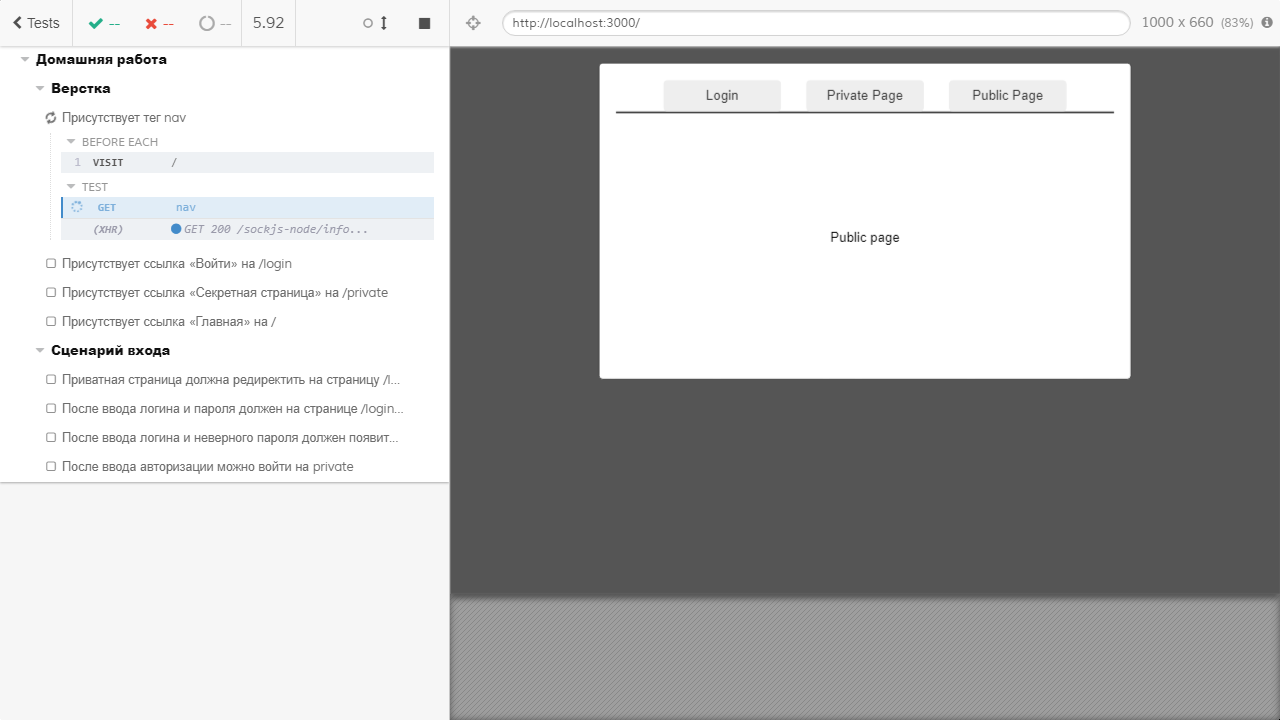 Tests -- -- -- 5.92
http://localhost:3000/ 1000 x 660 (83%)
Домашняя работа
Верстка
Присутствует тег nav
BEFORE EACH
1 VISIT /
TEST
GET nav
(XHR) GET 200 /sockjs-node/info...
Присутствует ссылка «Войти» на /login
Присутствует ссылка «Секретная страница» на /private
Присутствует ссылка «Главная» на /
Сценарий входа
Приватная страница должна редиректить на страницу /l...
После ввода логина и пароля должен на странице /login...
После ввода логина и неверного пароля должен появит...
После ввода авторизации можно войти на private
Login Private Page Public Page
Public page